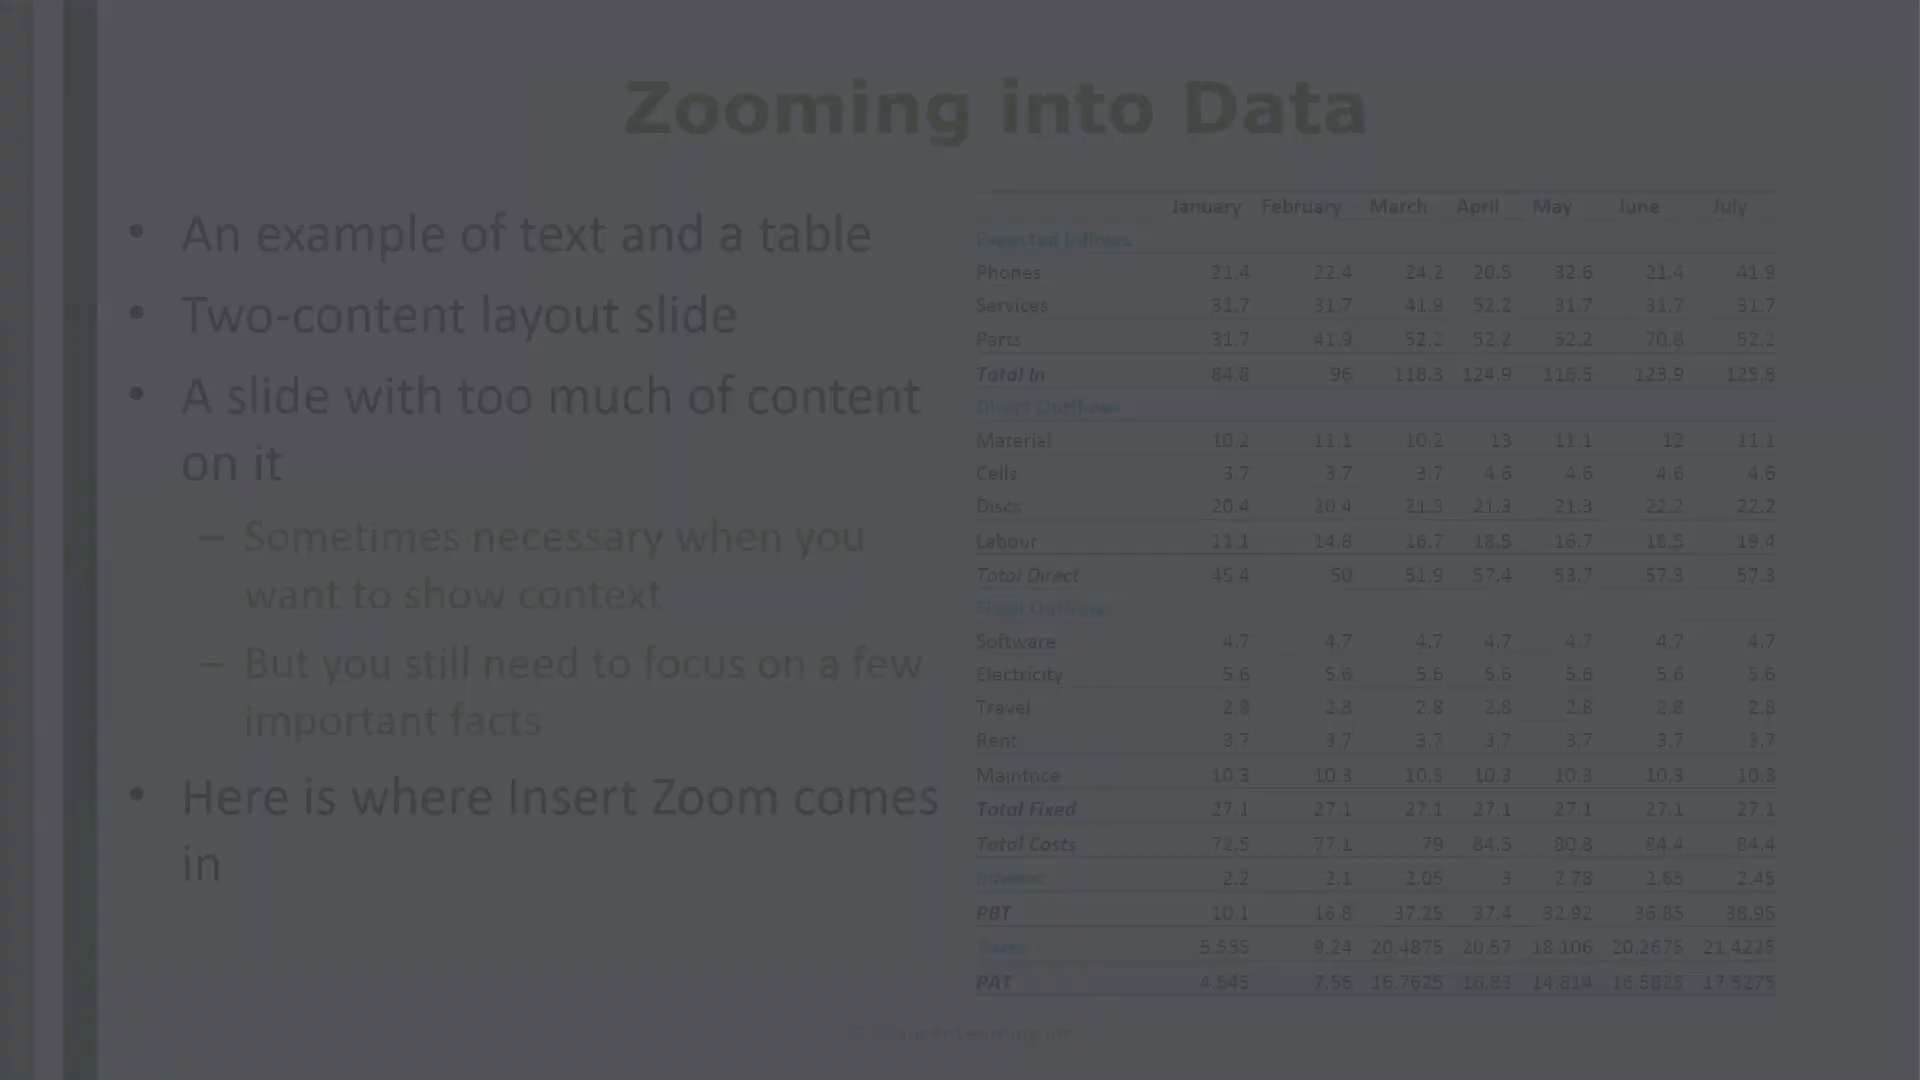 Zooming into Data
• An example of text and a table
• Two-content layout slide
• A slide with too much of content
on it
– Sometimes necessary when you
want to show context
– But you still need to focus on a few
important facts
• Here is where Insert Zoom comes
in
January February March April May June July
Expected Inflows
Phones 21.4 22.4 24.2 20.5 32.6 21.4 41.9
Services 31.7 31.7 41.9 52.2 31.7 31.7 31.7
Parts 31.7 41.9 52.2 52.2 52.2 70.8 52.2
Total In 84.8 96 118.3 124.9 116.5 123.9 125.8
Direct Outflows
Material 10.2 11.1 10.2 13 11.1 12 11.1
Cells 3.7 3.7 3.7 4.6 4.6 4.6 4.6
Discs 20.4 20.4 21.3 21.3 21.3 22.2 22.2
Labour 11.1 14.8 16.7 18.5 16.7 18.5 19.4
Total Direct 45.4 50 51.9 57.4 53.7 57.3 57.3
Outflows
Software 4.7 4.7 4.7 4.7 4.7 4.7 4.7
Electricity 5.6 5.6 5.6 5.6 5.6 5.6 5.6
Travel 2.8 2.8 2.8 2.8 2.8 2.8 2.8
Rent 3.7 3.7 3.7 3.7 3.7 3.7 3.7
Maintnce 10.3 10.3 10.3 10.3 10.3 10.3 10.3
Total Fixed 27.1 27.1 27.1 27.1 27.1 27.1 27.1
Total Costs 72.5 77.1 79 84.5 80.8 84.4 84.4
Interest 2.2 2.1 2.05 3 2.78 2.65 2.45
PBT 10.1 16.8 37.25 37.4 32.92 36.85 38.95
Taxes 5.555 9.24 20.4875 20.57 18.106 20.2675 21.4225
PAT 4.545 7.56 16.7625 16.83 14.814 16.5825 17.5275